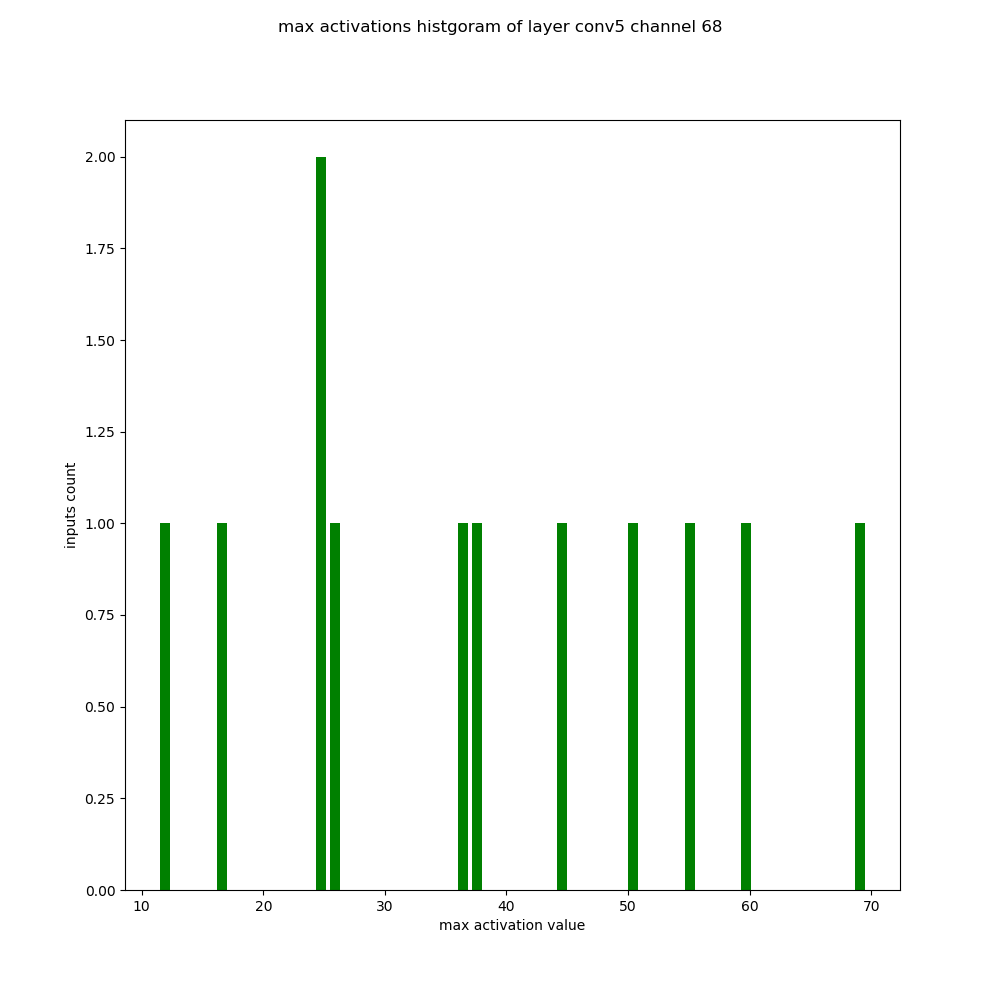 max activations histgoram of layer conv5 channel 68
2.00
1.75
1.50
1.25
1.00
0.75
0.50
0.25
0.00
inputs count
10 20 30 40 50 60 70
max activation value